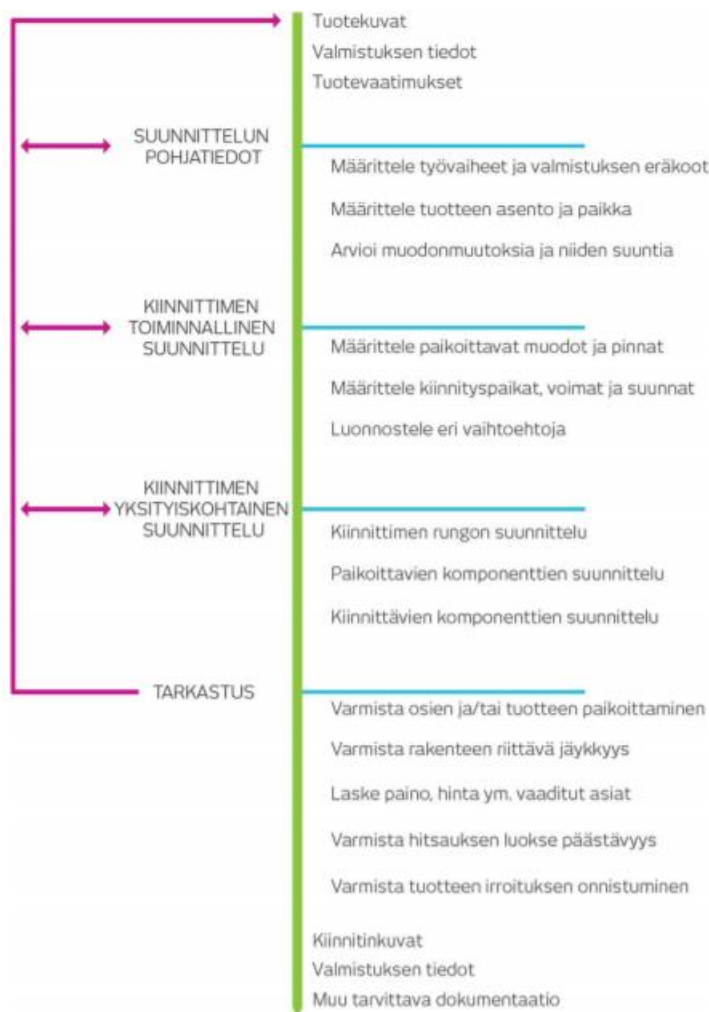 Tuotekuvat
Valmistuksen tiedot
Tuotevaatimukset
SUUNNITTELUN
POHJATIEDOT
Määrittele työvaiheet ja valmistuksen eräkoot
Määrittele tuotteen asento ja paikka
Arvioi muodonmuutoksia ja niiden suuntia
KIINNITTIMEN
TOIMINNALLINEN
SUUNNITTELU
Määrittele paikoittavat muodot ja pinnat
Määrittele kiinnityspaikat, voimat ja suunnat
Luonnostele eri vaihtoehtoja
KIINNITTIMEN
YKSITYISKOHTAINEN
SUUNNITTELU
Kiinnittimen rungon suunnittelu
Paikoittavien komponenttien suunnittelu
Kiinnittävien komponenttien suunnittelu
TARKASTUS
Varmista osien ja/tai tuotteen paikoittaminen
Varmista rakenteen riittävä jäykkyys
Laske paino, hinta ym. vaaditut asiat
Varmista hitsauksen luokse päästävyys
Varmista tuotteen irroituksen onnistuminen
Kiinnitinkuvat
Valmistuksen tiedot
Muu tarvittava dokumentaatio